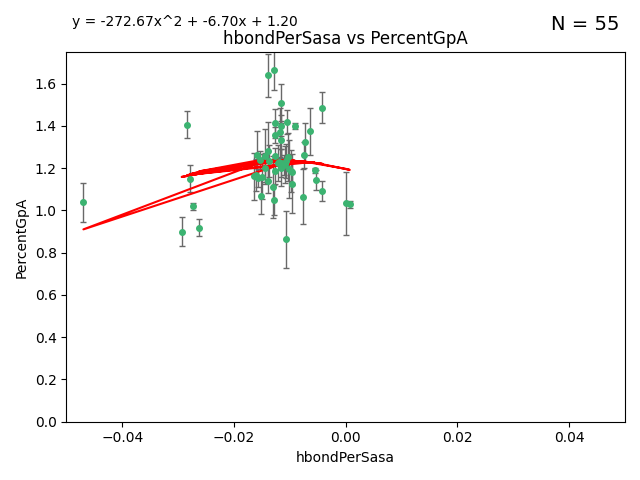 y = -272.67x^2 + -6.70x + 1.20
N = 55
hbondPerSasa vs PercentGpA
PercentGpA
1.6
1.4
1.2
1.0
0.8
0.6
0.4
0.2
0.0
−0.04
−0.02
0.00
0.02
0.04
hbondPerSasa